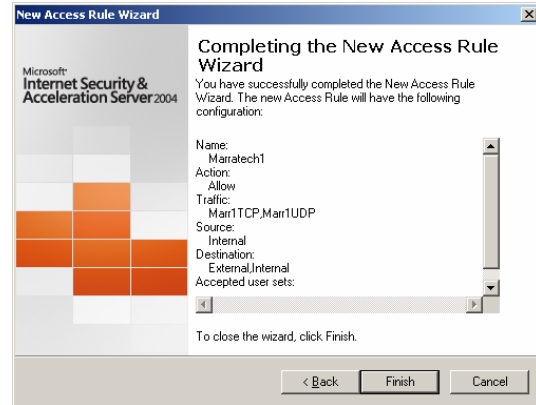 New Access Rule Wizard
Microsoft
Internet Security &
Acceleration Server 2004
Completing the New Access Rule
Wizard
You have successfully completed the New Access Rule
Wizard. The new Access Rule will have the following
configuration:
Name:
Marratech1
Action:
Allow
Traffic:
Marr1TCP,Marr1UDP
Source:
Internal
Destination:
External,Internal
Accepted user sets:
To close the wizard, click Finish.
< Back
Finish
Cancel